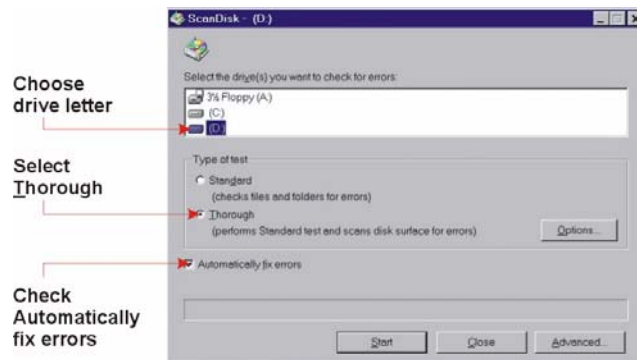 ScanDisk - (D:)
Select the drive(s) you want to check for errors:
3½ Floppy (A:)
(C:)
(D:)
Type of test
Standard
(checks files and folders for errors)
Thorough
(performs Standard test and scans disk surface for errors)
Options...
Automatically fix errors
Start
Close
Advanced...
Choose
drive letter
Select
Thorough
Check
Automatically
fix errors